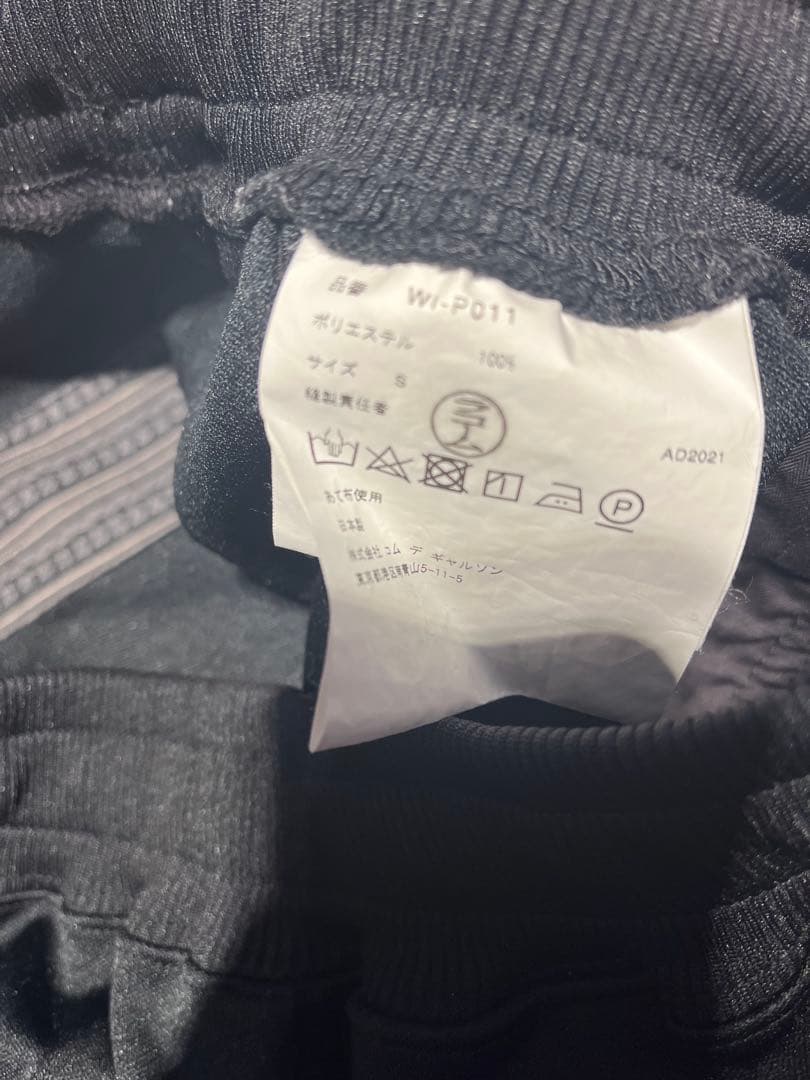 品番 WI-P011
ポリエステル 100%
サイズ S
縫製責任者
AD2021
P
あて布使用
日本製
株式会社コム デ ギャルソン
東京都港区南青山5-11-5